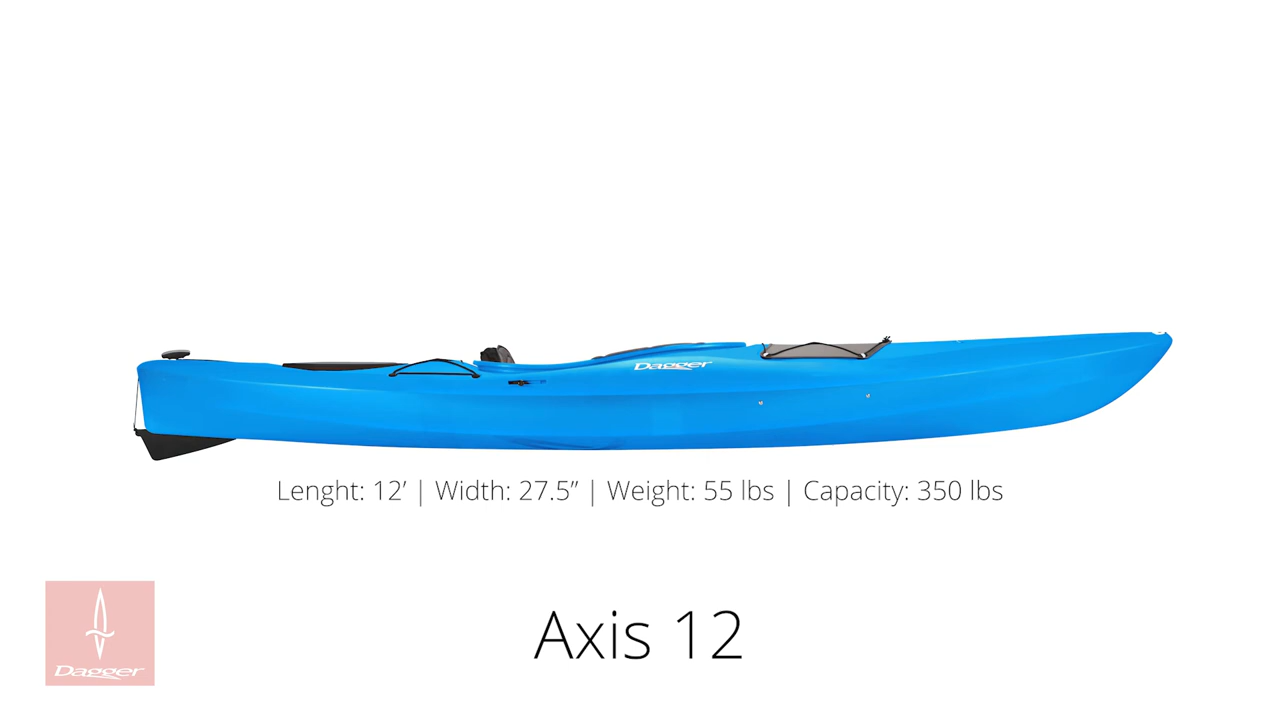 Dagger
Lenght: 12’ | Width: 27.5” | Weight: 55 lbs | Capacity: 350 lbs
Axis 12
Dagger